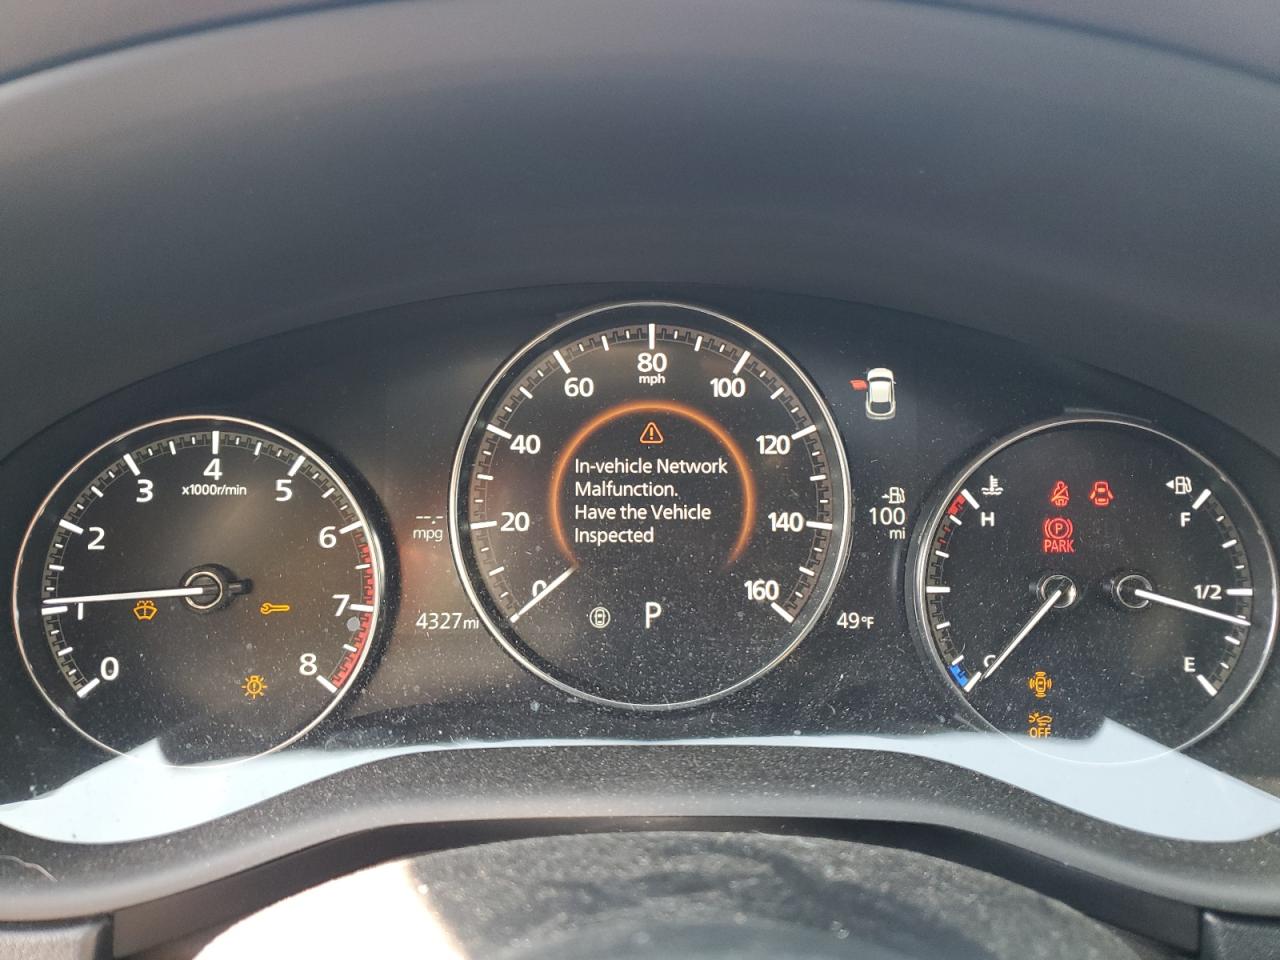 0
1
2
3
4
5
6
7
8
x1000r/min
--.-
mpg
4327mi
0
20
40
60
80
mph
100
120
140
160
In-vehicle Network
Malfunction.
Have the Vehicle
Inspected
P
100
mi
49°F
H
C
P
PARK
F
1/2
E
OFF